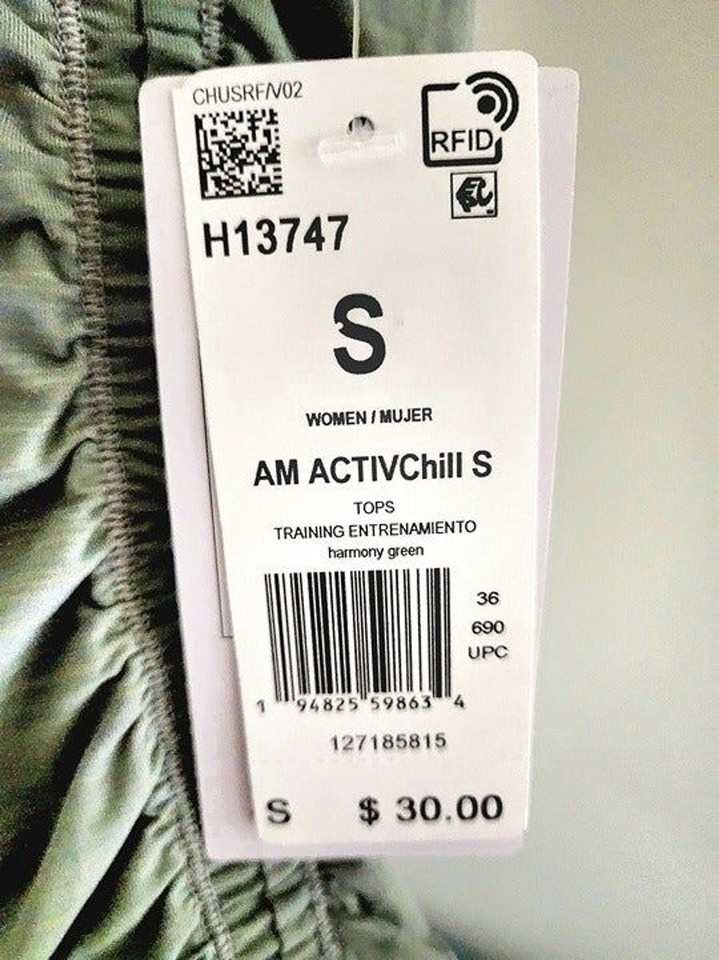 CHUSRF/V02
RFID
H13747
S
WOMEN / MUJER
AM ACTIVChill S
TOPS
TRAINING ENTRENAMIENTO
harmony green
36
690
UPC
1 94825 59863 4
127185815
S $ 30.00